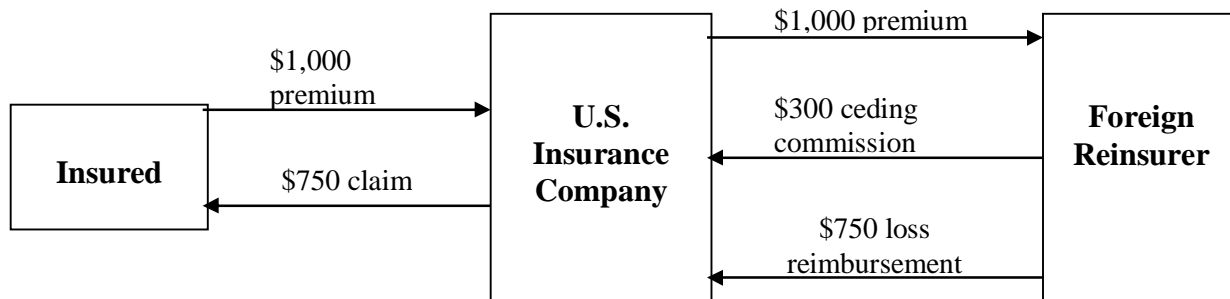 $1,000
premium
Insured
$750 claim
U.S.
Insurance
Company
$1,000 premium
$300 ceding
commission
$750 loss
reimbursement
Foreign
Reinsurer